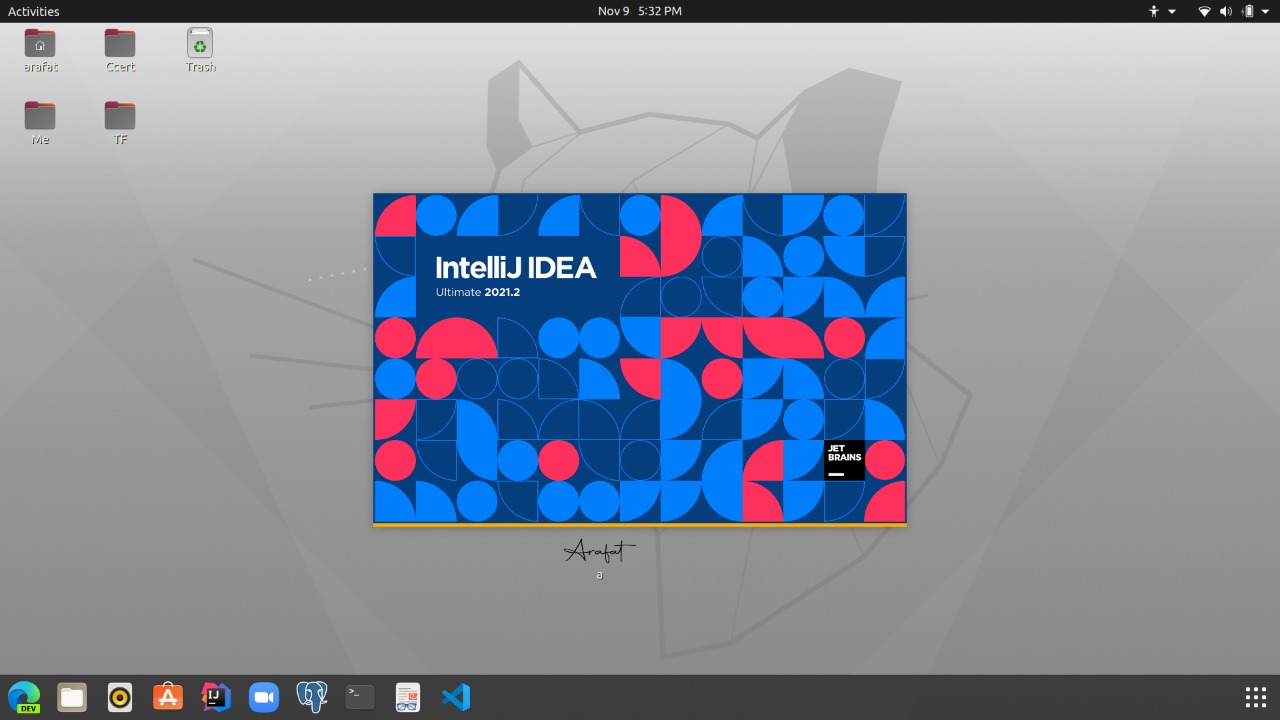 Activities
Nov 9 5:32 PM
arafat
Ccert
Trash
Me
TF
IntelliJ IDEA
Ultimate 2021.2
JET
BRAINS
Arafat
a
DEV
A
IJ
>_